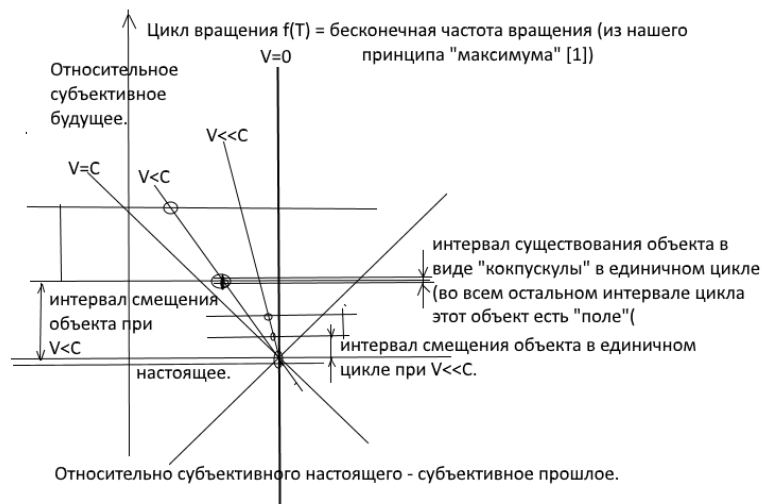 Цикл вращения f(T) = бесконечная частота вращения (из нашего
принципа "максимума" [1])
V=0
Относительное
субъективное
будущее.
V<<C
V=C
V<C
интервал существования объекта в
виде "кокпускулы" в единичном цикле
(во всем остальном интервале цикла
этот объект есть "поле"(
интервал смещения
объекта при
V<C
интервал смещения объекта в единичном
цикле при V<<C.
настоящее.
Относительно субъективного настоящего - субъективное прошлое.